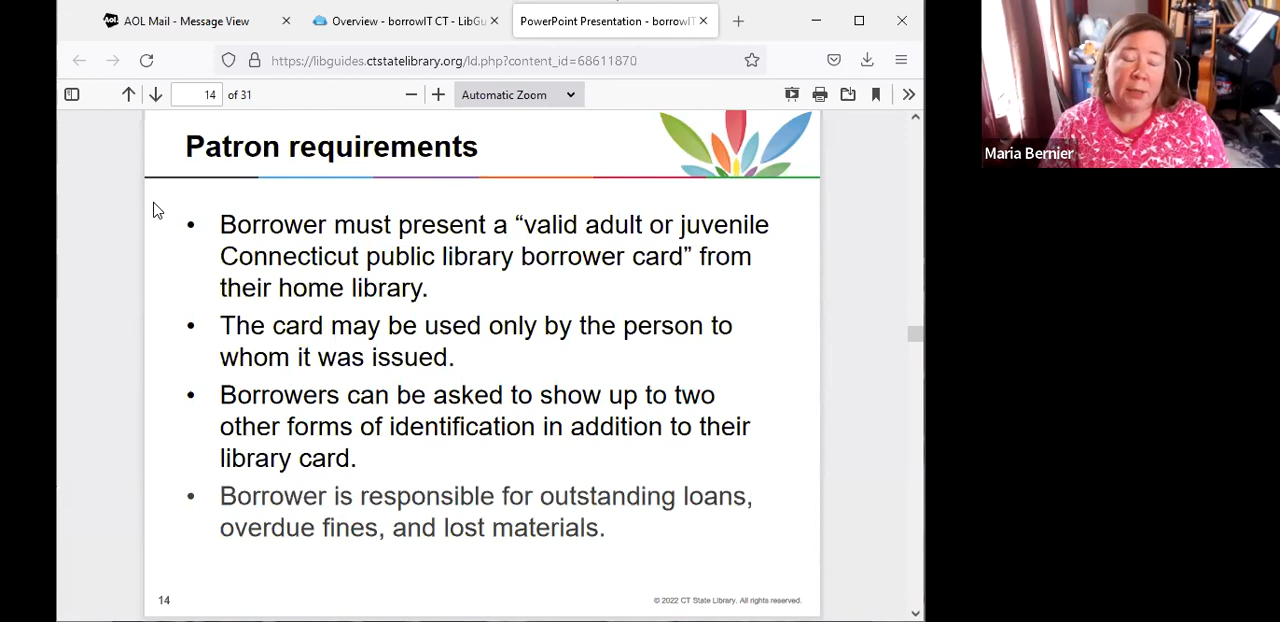 AOL Mail - Message View
Overview - borrowIT CT - LibGu
PowerPoint Presentation - borrowIT
https://libguides.ctstatelibrary.org/ld.php?content_id=68611870
14 of 31
Automatic Zoom
Patron requirements
• Borrower must present a “valid adult or juvenile
Connecticut public library borrower card” from
their home library.
• The card may be used only by the person to
whom it was issued.
• Borrowers can be asked to show up to two
other forms of identification in addition to their
library card.
• Borrower is responsible for outstanding loans,
overdue fines, and lost materials.
14
© 2022 CT State Library. All rights reserved.
Maria Bernier